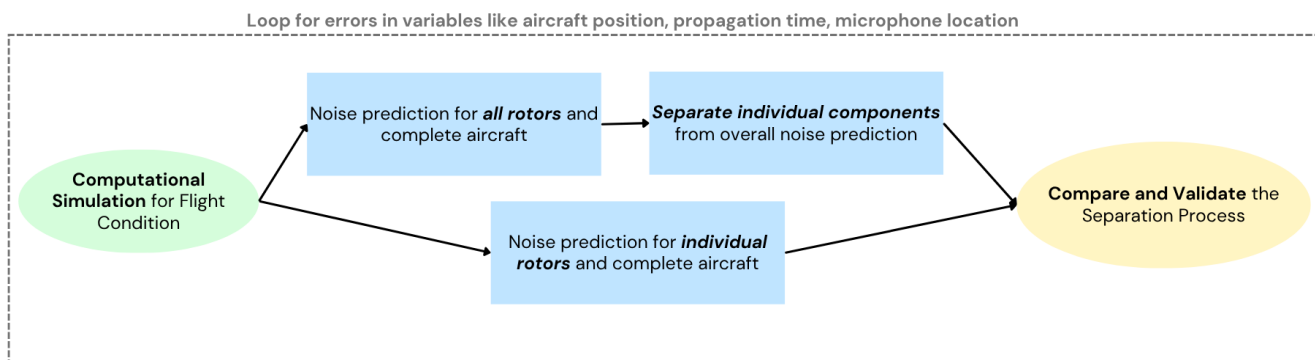 Loop for errors in variables like aircraft position, propagation time, microphone location
Noise prediction for all rotors and
complete aircraft
Separate individual components
from overall noise prediction
Computational
Simulation for Flight
Condition
Compare and Validate the
Separation Process
Noise prediction for individual
rotors and complete aircraft